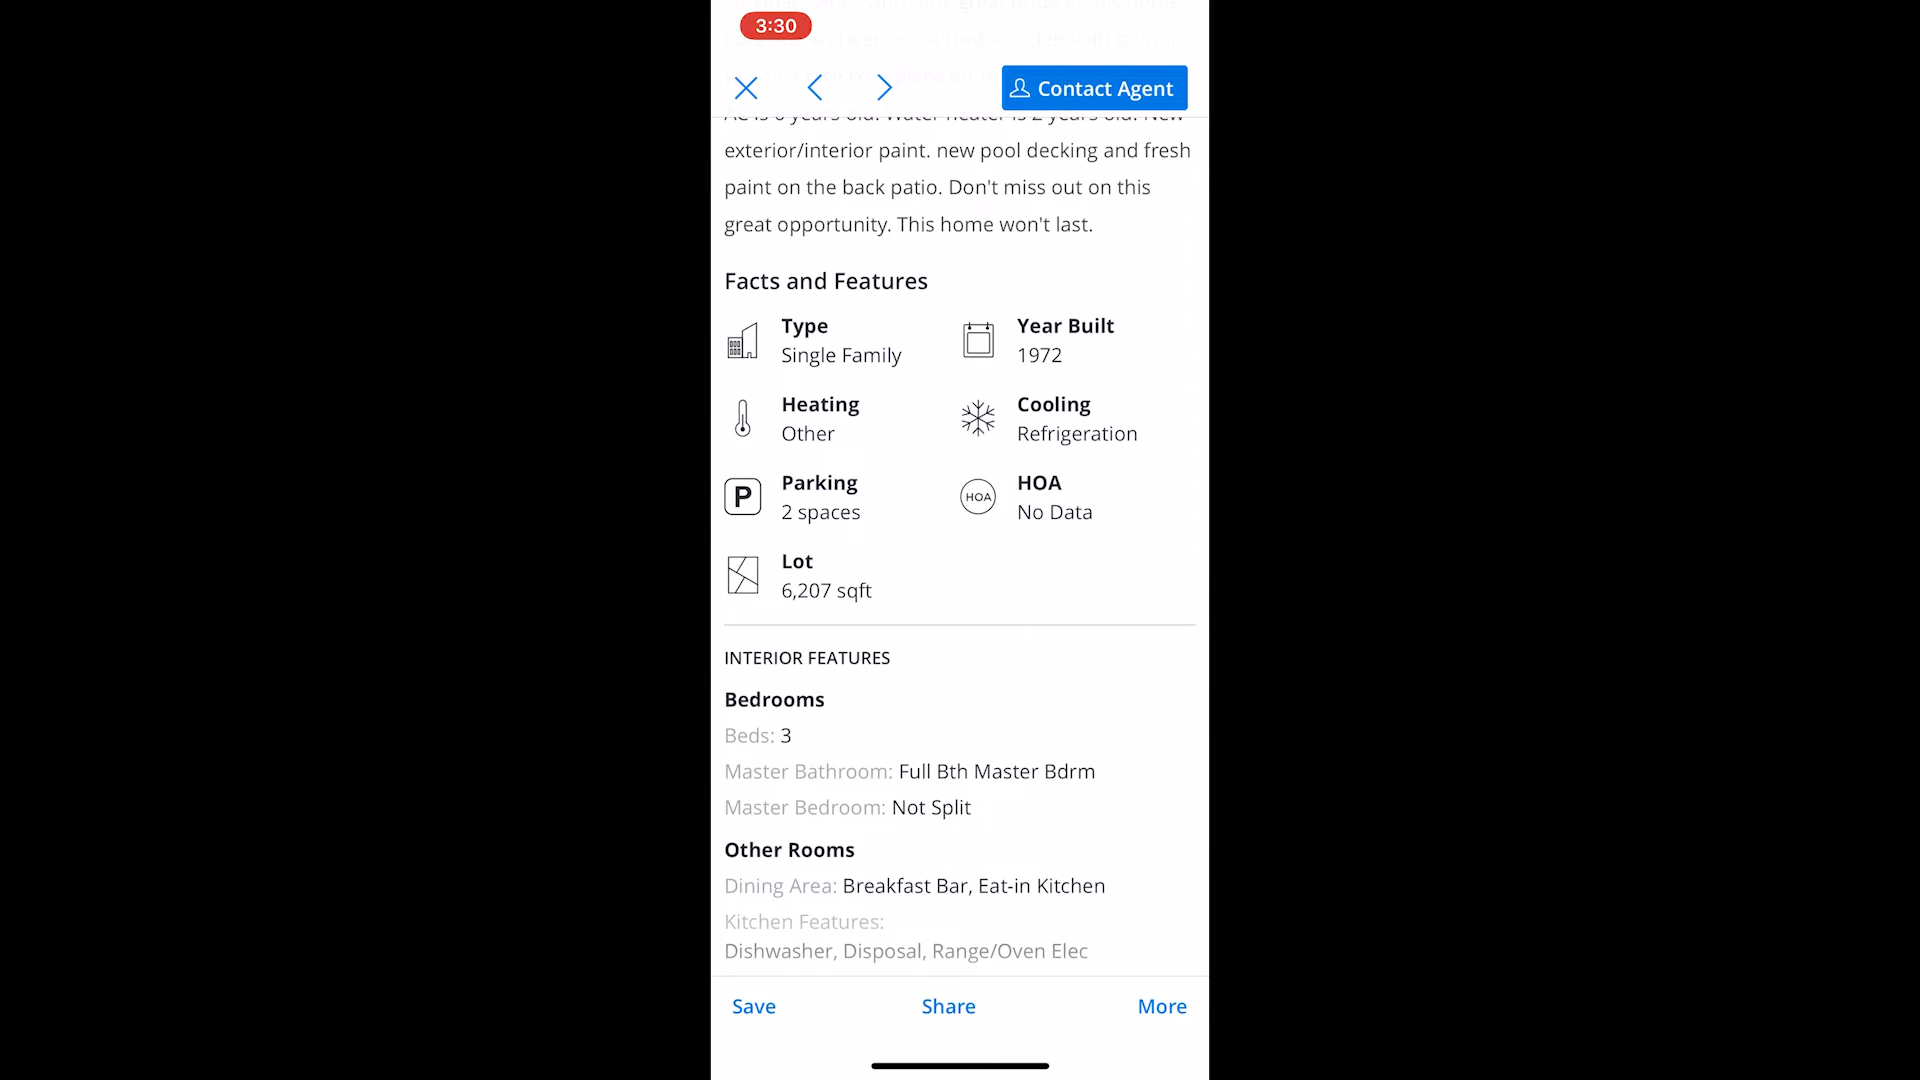 3:30
Contact Agent
AC is 6 years old. Water heater is 2 years old. New
exterior/interior paint. new pool decking and fresh
paint on the back patio. Don't miss out on this
great opportunity. This home won't last.
Facts and Features
Type
Single Family
Year Built
1972
Heating
Other
Cooling
Refrigeration
P
Parking
2 spaces
HOA
HOA
No Data
Lot
6,207 sqft
INTERIOR FEATURES
Bedrooms
Beds: 3
Master Bathroom: Full Bth Master Bdrm
Master Bedroom: Not Split
Other Rooms
Dining Area: Breakfast Bar, Eat-in Kitchen
Kitchen Features:
Dishwasher, Disposal, Range/Oven Elec
Save
Share
More